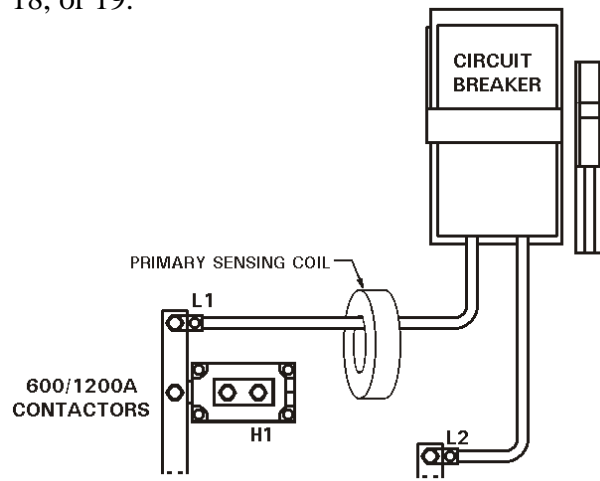 18, or 19.
CIRCUIT
BREAKER
PRIMARY SENSING COIL
L1
600/1200A
CONTACTORS
H1
L2